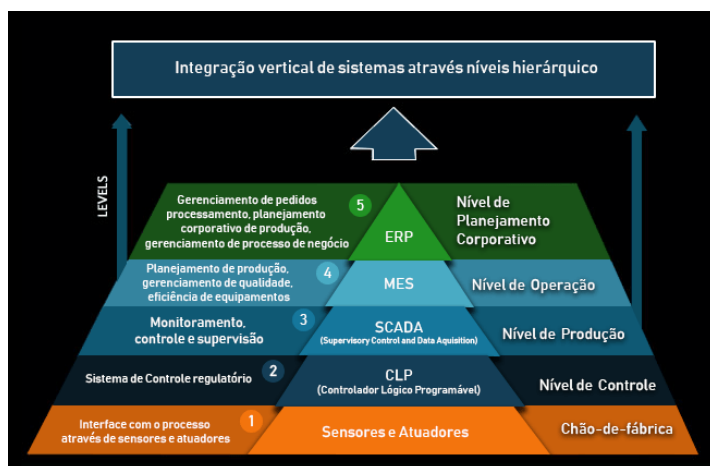 Integração vertical de sistemas através níveis hierárquico
LEVELS
Gerenciamento de pedidos
processamento, planejamento
corporativo de produção,
gerenciamento de processo de negócio
5
ERP
Nível de
Planejamento
Corporativo
Planejamento de produção,
gerenciamento de qualidade,
eficiência de equipamentos
4
MES
Nível de Operação
Monitoramento,
controle e supervisão
3
SCADA
(Supervisory Control and Data Aquisition)
Nível de Produção
Sistema de Controle regulatório
2
CLP
(Controlador Lógico Programável)
Nível de Controle
Interface com o processo
através de sensores e atuadores
1
Sensores e Atuadores
Chão-de-fábrica